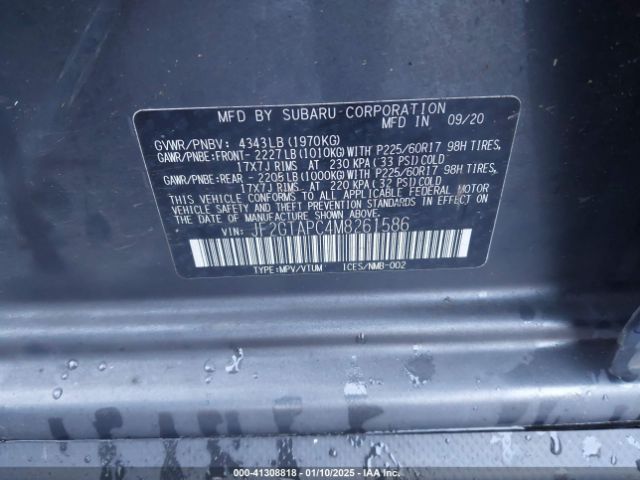 MFD BY SUBARU CORPORATION
MFD IN 09/20
GVWR/PNBV: 4343LB (1970KG)
GAWR/PNBE:FRONT- 2227LB (1010KG) WITH P225/60R17 98H TIRES,
17X7J RIMS AT 230 KPA (33 PSI) COLD
GAWR/PNBE:REAR - 2205LB (1000KG) WITH P225/60R17 98H TIRES,
17X7J RIMS AT 220 KPA (32 PSI) COLD
THIS VEHICLE CONFORMS TO ALL APPLICABLE FEDERAL MOTOR
VEHICLE SAFETY AND BUMPER STANDARDS IN EFFECT ON
THE DATE OF MANUFACTURE SHOWN ABOVE.
VIN: JF2GTAPC4M8261586
TYPE:MPV/VTUM ICES/NMB-002
000-41308818 - 01/10/2025 - IAA Inc.